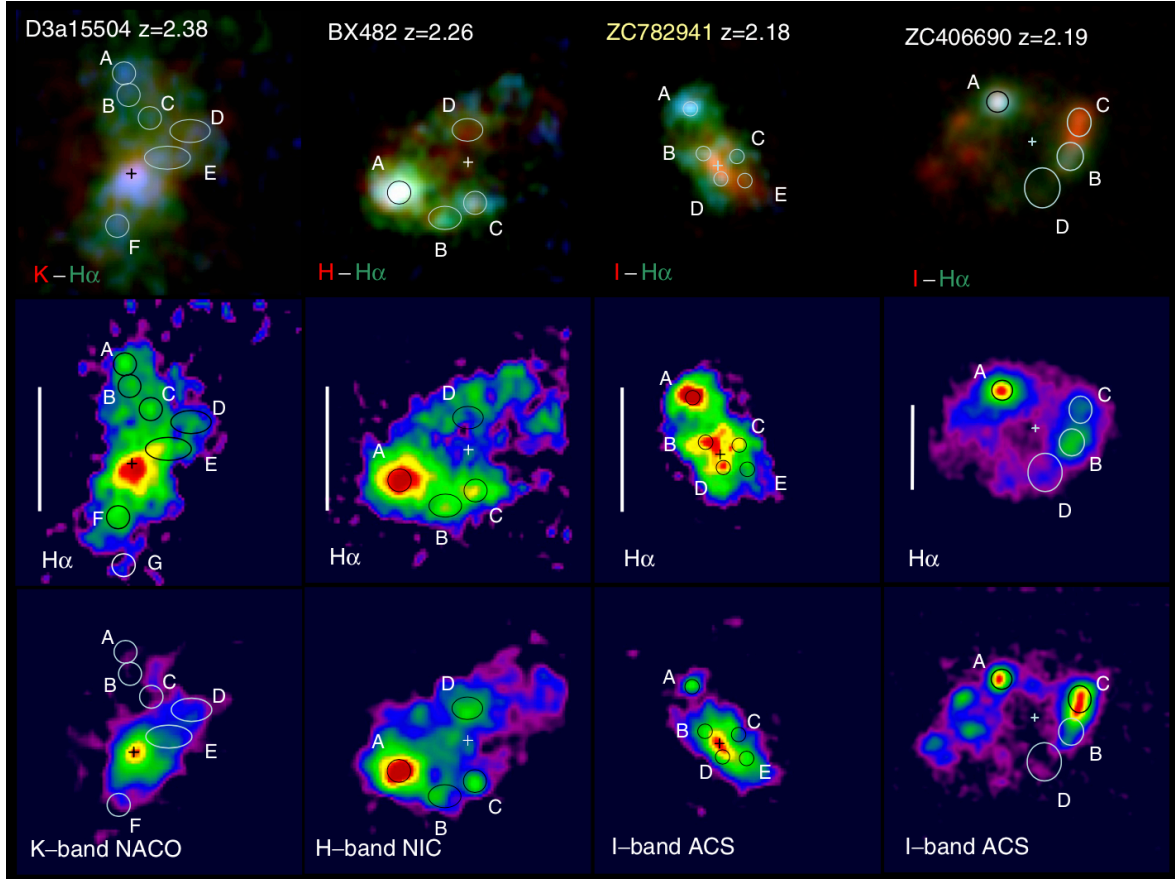 D3a15504 z=2.38
A
B
C
D
E
F
K – Hα
BX482 z=2.26
D
A
C
B
H – Hα
ZC782941 z=2.18
A
B
C
D
E
I – Hα
ZC406690 z=2.19
A
C
B
D
I – Hα
A
B
C
D
E
F
G
Hα
D
A
C
B
Hα
A
B
C
D
E
Hα
A
C
B
D
Hα
A
B
C
D
E
F
K–band NACO
D
A
C
B
H–band NIC
A
B
C
D
E
I–band ACS
A
C
B
D
I–band ACS